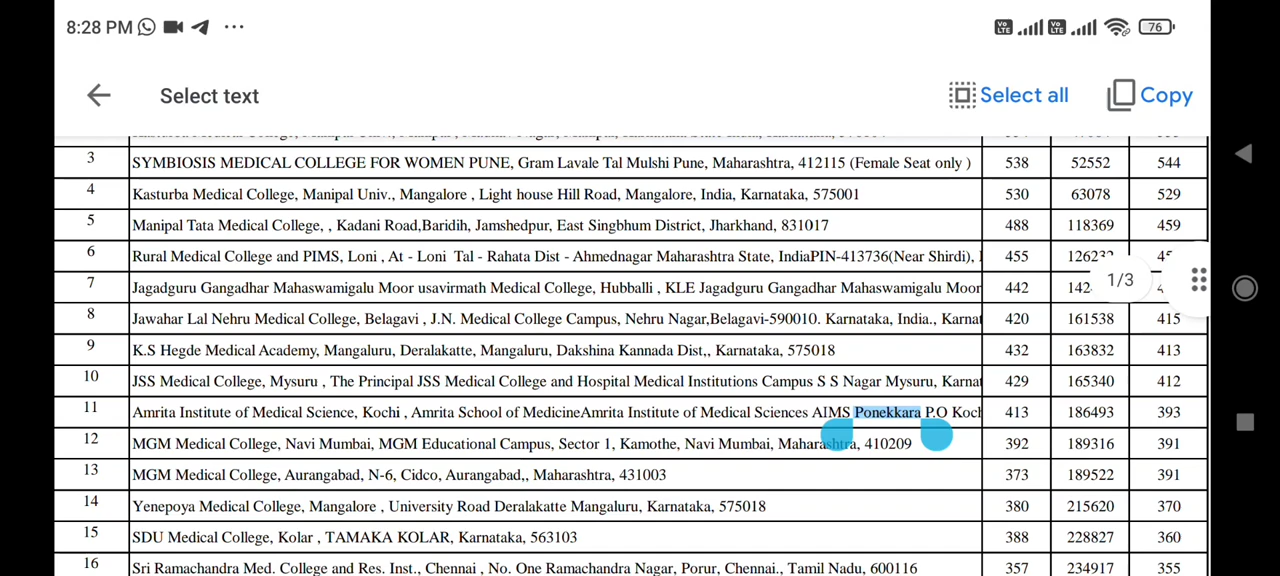 8:28 PM ...
Vo LTE Vo LTE 76
Select text Select all Copy
3 SYMBIOSIS MEDICAL COLLEGE FOR WOMEN PUNE, Gram Lavale Tal Mulshi Pune, Maharashtra, 412115 (Female Seat only ) 538 52552 544
4 Kasturba Medical College, Manipal Univ., Mangalore , Light house Hill Road, Mangalore, India, Karnataka, 575001 530 63078 529
5 Manipal Tata Medical College, , Kadani Road,Baridih, Jamshedpur, East Singbhum District, Jharkhand, 831017 488 118369 459
6 Rural Medical College and PIMS, Loni , At - Loni Tal - Rahata Dist - Ahmednagar Maharashtra State, IndiaPIN-413736(Near Shirdi), 455
1/3
7 Jagadguru Gangadhar Mahaswamigalu Moor usavirmath Medical College, Hubballi , KLE Jagadguru Gangadhar Mahaswamigalu Moor 442
8 Jawahar Lal Nehru Medical College, Belagavi , J.N. Medical College Campus, Nehru Nagar,Belagavi-590010. Karnataka, India., Karnat 420 161538 415
9 K.S Hegde Medical Academy, Mangaluru, Deralakatte, Mangaluru, Dakshina Kannada Dist,, Karnataka, 575018 432 163832 413
10 JSS Medical College, Mysuru , The Principal JSS Medical College and Hospital Medical Institutions Campus S S Nagar Mysuru, Karna 429 165340 412
11 Amrita Institute of Medical Science, Kochi , Amrita School of MedicineAmrita Institute of Medical Sciences AIMS Ponekkara P.O Koch 413 186493 393
12 MGM Medical College, Navi Mumbai, MGM Educational Campus, Sector 1, Kamothe, Navi Mumbai, Maharashtra, 410209 392 189316 391
13 MGM Medical College, Aurangabad, N-6, Cidco, Aurangabad,, Maharashtra, 431003 373 189522 391
14 Yenepoya Medical College, Mangalore , University Road Deralakatte Mangaluru, Karnataka, 575018 380 215620 370
15 SDU Medical College, Kolar , TAMAKA KOLAR, Karnataka, 563103 388 228827 360
16 Sri Ramachandra Med. College and Res. Inst., Chennai , No. One Ramachandra Nagar, Porur, Chennai., Tamil Nadu, 600116 357 234917 355